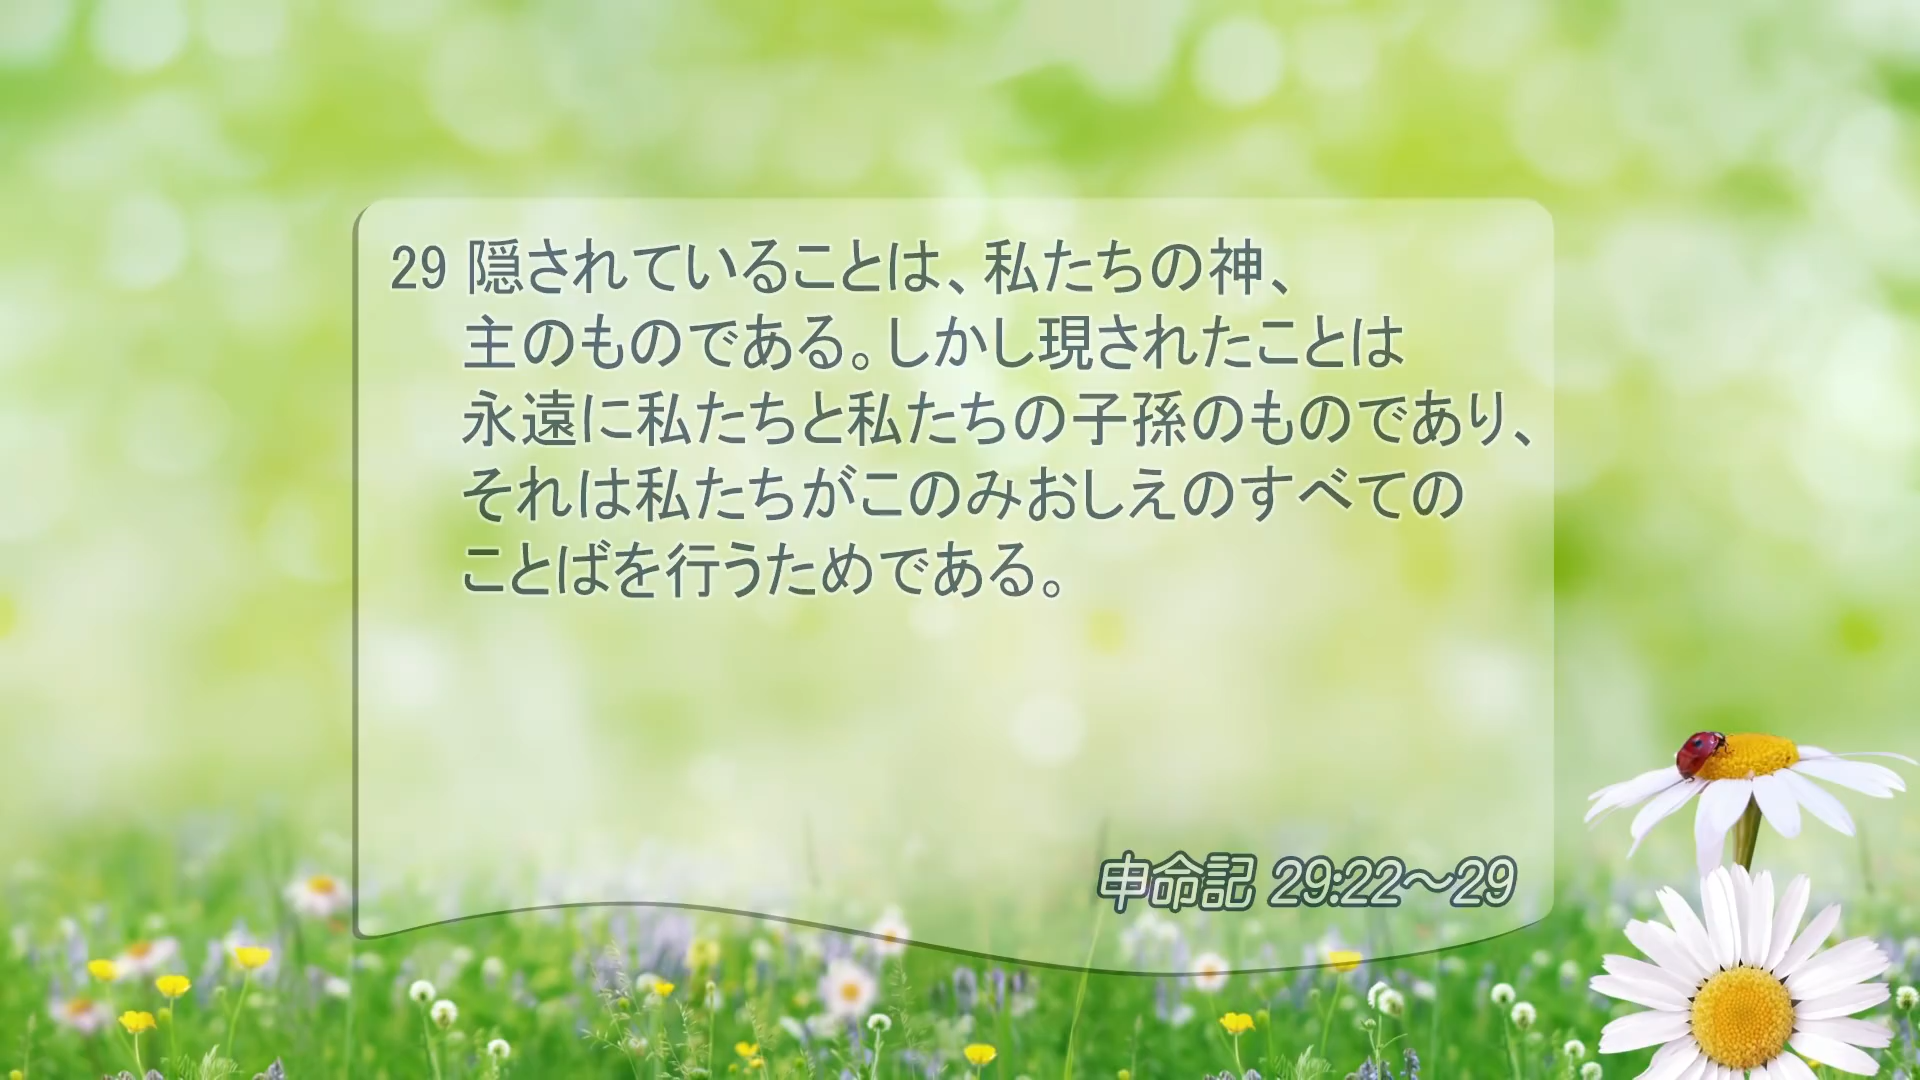 29 隠されていることは、私たちの神、
主のものである。しかし現されたことは
永遠に私たちと私たちの子孫のものであり、
それは私たちがこのみおしえのすべての
ことばを行うためである。
申命記 29:22～29